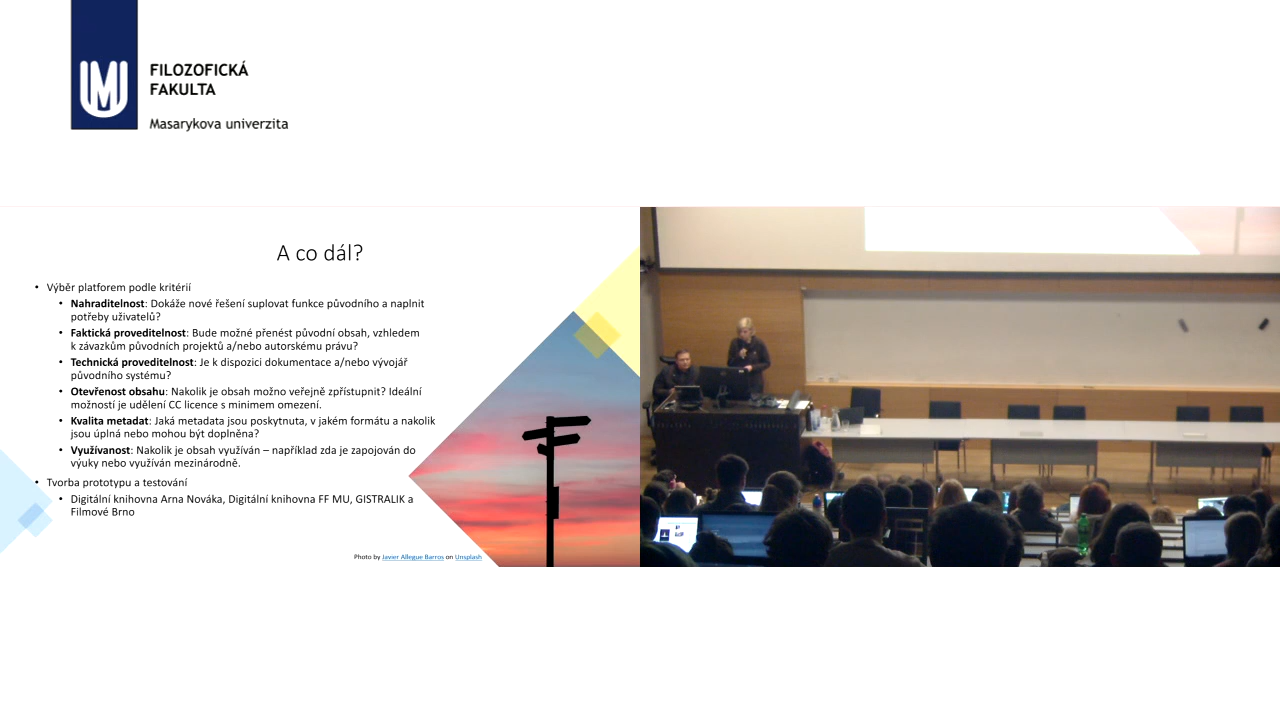 FILOZOFICKÁ
FAKULTA
Masarykova univerzita
A co dál?
• Výběr platforem podle kritérií
• Nahraditelnost: Dokáže nové řešení suplovat funkce původního a naplnit
potřeby uživatelů?
• Faktická proveditelnost: Bude možné přenést původní obsah, vzhledem
k závazkům původních projektů a/nebo autorskému právu?
• Technická proveditelnost: Je k dispozici dokumentace a/nebo vývojář
původního systému?
• Otevřenost obsahu: Nakolik je obsah možno veřejně zpřístupnit? Ideální
možností je udělení CC licence s minimem omezení.
• Kvalita metadat: Jaká metadata jsou poskytnuta, v jakém formátu a nakolik
jsou úplná nebo mohou být doplněna?
• Využívanost: Nakolik je obsah využíván – například zda je zapojován do
výuky nebo využíván mezinárodně.
• Tvorba prototypu a testování
• Digitální knihovna Arna Nováka, Digitální knihovna FF MU, GISTRALIK a
Filmové Brno
Photo by Javier Allegue Barros on Unsplash